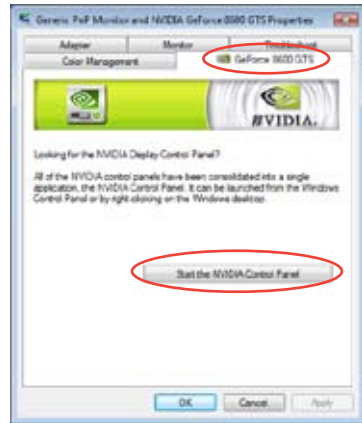 Generic PnP Monitor and NVIDIA GeForce 8600 GTS Properties
Adapter Monitor Troubleshoot
Color Management GeForce 8600 GTS
NVIDIA.
Looking for the NVIDIA Display Control Panel?
All of the NVIDIA control panels have been consolidated into a single
application, the NVIDIA Control Panel. It can be launched from the Windows
Control Panel or by right clicking on the Windows desktop.
Start the NVIDIA Control Panel
OK Cancel Apply